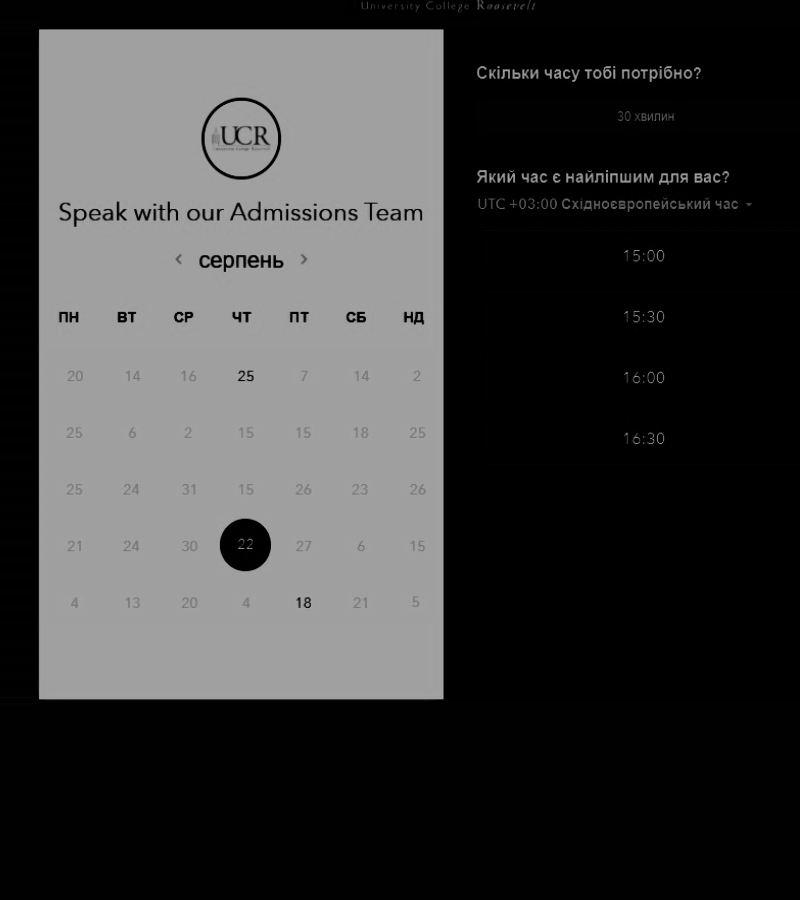 University College Roosevelt
UCR
Speak with our Admissions Team
серпень
ПН ВТ СР ЧТ ПТ СБ НД
20 14 16 25 7 14 2
25 6 2 15 15 18 25
25 24 31 15 26 23 26
21 24 30 22 27 6 15
4 13 20 4 18 21 5
Скільки часу тобі потрібно?
30 хвилин
Який час є найліпшим для вас?
UTC +03:00 Східноєвропейський час
15:00
15:30
16:00
16:30